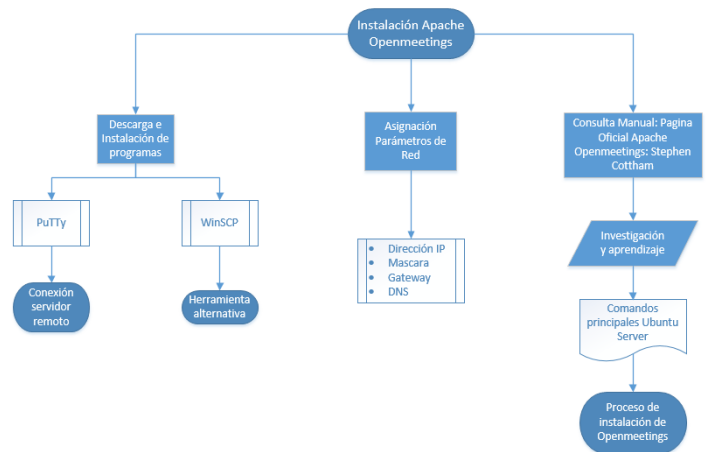 Instalación Apache
Openmeetings
Descarga e
Instalación de
programas
PuTTy
Conexión
servidor
remoto
WinSCP
Herramienta
alternativa
Asignación
Parámetros de
Red
• Dirección IP
• Mascara
• Gateway
• DNS
Consulta Manual: Pagina
Oficial Apache
Openmeetings: Stephen
Cottham
Investigación
y aprendizaje
Comandos
principales Ubuntu
Server
Proceso de
instalación de
Openmeetings